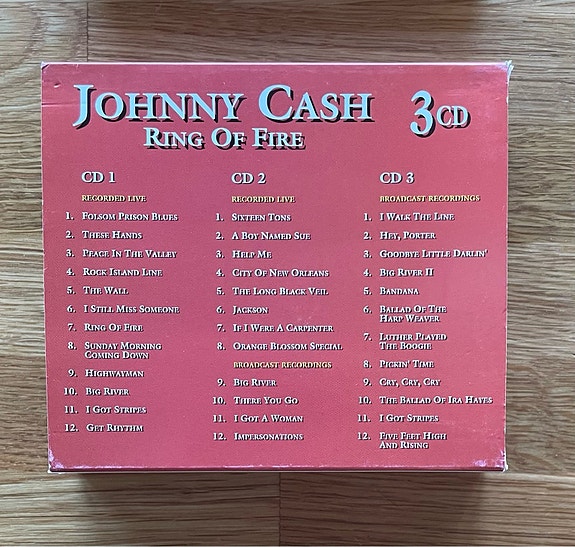 JOHNNY CASH
RING OF FIRE
3CD
CD 1
RECORDED LIVE
1. FOLSOM PRISON BLUES
2. THESE HANDS
3. PEACE IN THE VALLEY
4. ROCK ISLAND LINE
5. THE WALL
6. I STILL MISS SOMEONE
7. RING OF FIRE
8. SUNDAY MORNING
COMING DOWN
9. HIGHWAYMAN
10. BIG RIVER
11. I GOT STRIPES
12. GET RHYTHM
CD 2
RECORDED LIVE
1. SIXTEEN TONS
2. A BOY NAMED SUE
3. HELP ME
4. CITY OF NEW ORLEANS
5. THE LONG BLACK VEIL
6. JACKSON
7. IF I WERE A CARPENTER
8. ORANGE BLOSSOM SPECIAL
BROADCAST RECORDINGS
9. BIG RIVER
10. THERE YOU GO
11. I GOT A WOMAN
12. IMPERSONATIONS
CD 3
BROADCAST RECORDINGS
1. I WALK THE LINE
2. HEY, PORTER
3. GOODBYE LITTLE DARLIN'
4. BIG RIVER II
5. BANDANA
6. BALLAD OF THE
HARP WEAVER
7. LUTHER PLAYED
THE BOOGIE
8. PICKIN' TIME
9. CRY, CRY, CRY
10. THE BALLAD OF IRA HAYES
11. I GOT STRIPES
12. FIVE FEET HIGH
AND RISING